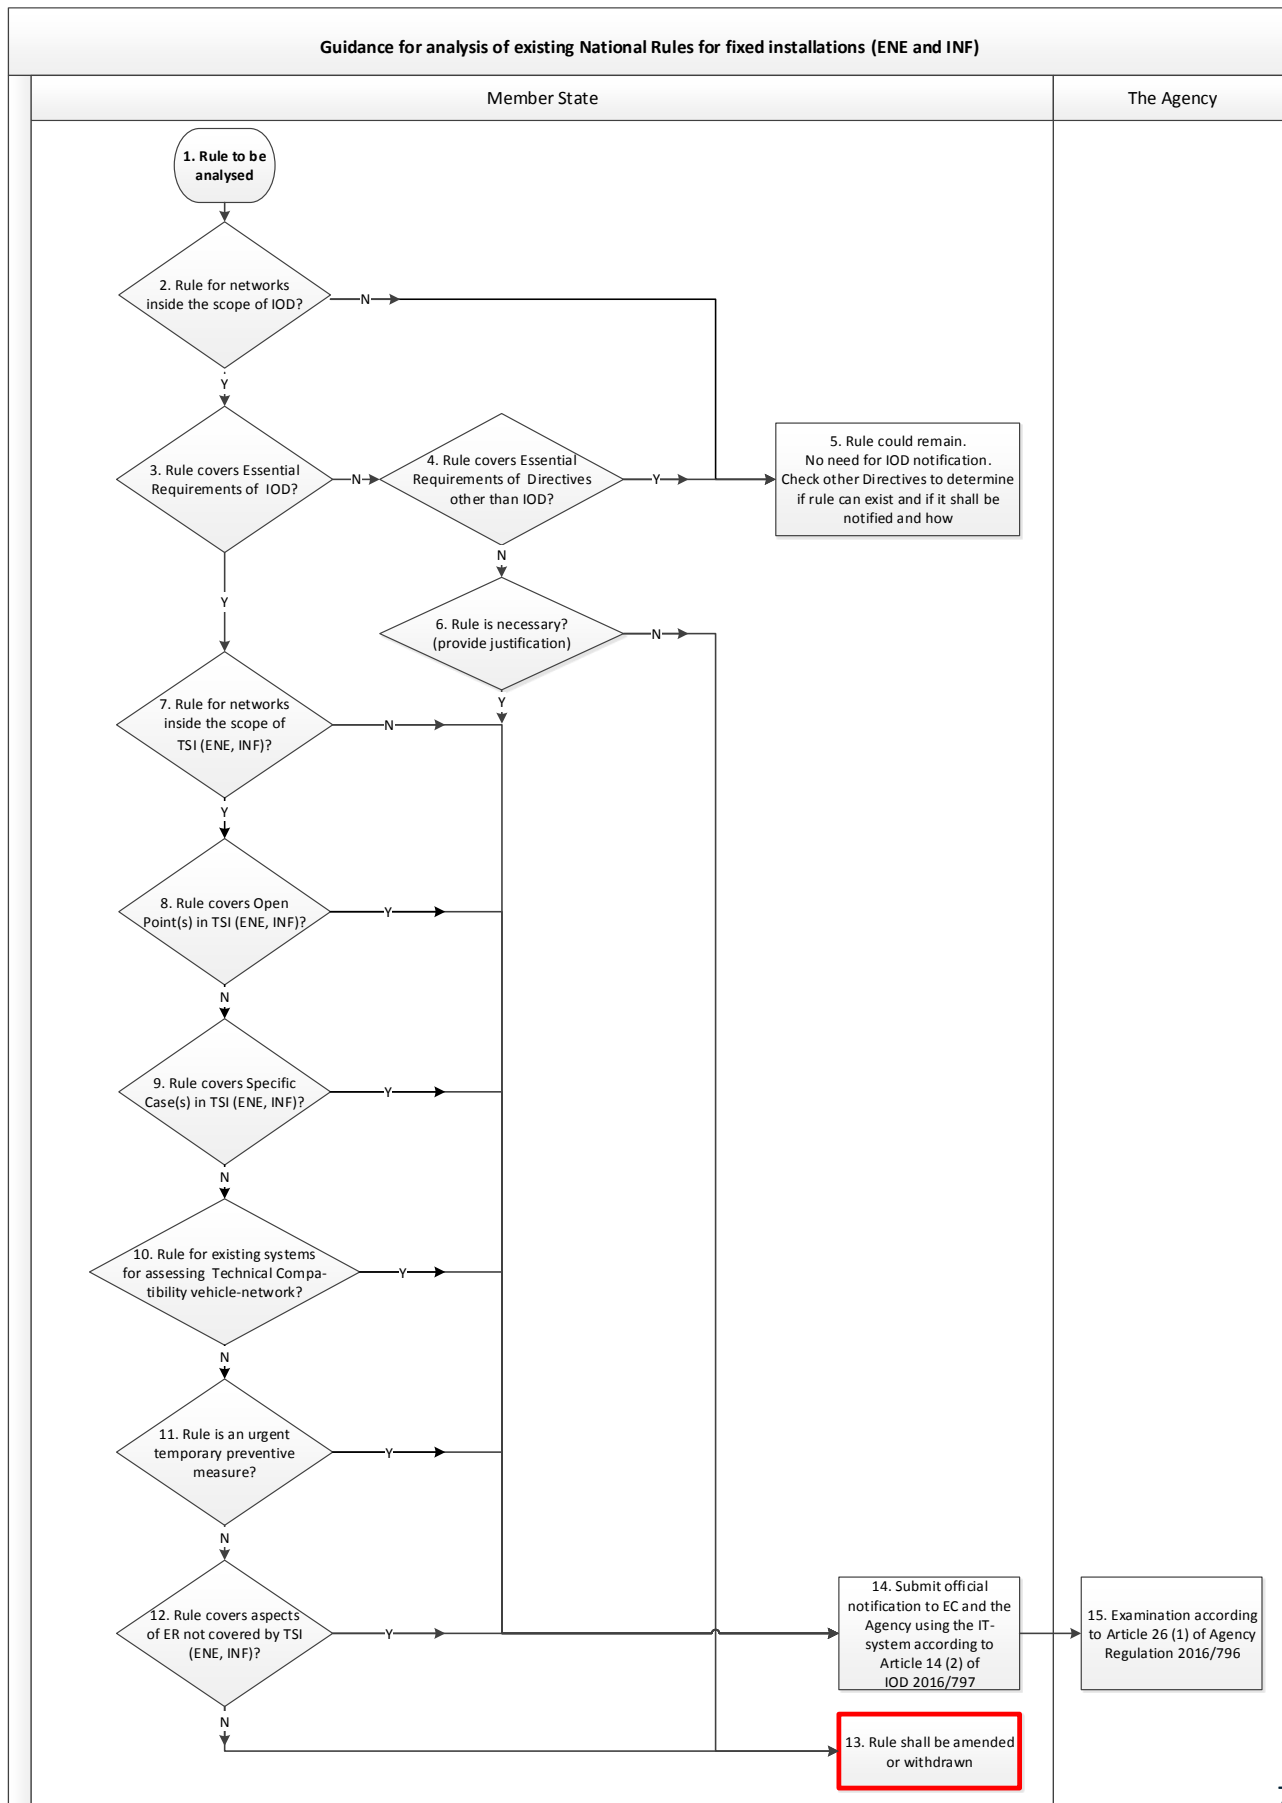 Guidance for analysis of existing National Rules for fixed installations (ENE and INF)
Member State
The Agency
1. Rule to be
analysed
2. Rule for networks
inside the scope of IOD?
N
Y
3. Rule covers Essential
Requirements of IOD?
N
4. Rule covers Essential
Requirements of Directives
other than IOD?
Y
5. Rule could remain.
No need for IOD notification.
Check other Directives to determine
if rule can exist and if it shall be
notified and how
N
Y
6. Rule is necessary?
(provide justification)
N
Y
7. Rule for networks
inside the scope of
TSI (ENE, INF)?
N
Y
8. Rule covers Open
Point(s) in TSI (ENE, INF)?
Y
N
9. Rule covers Specific
Case(s) in TSI (ENE, INF)?
Y
N
10. Rule for existing systems
for assessing Technical Compa-
tibility vehicle-network?
Y
N
11. Rule is an urgent
temporary preventive
measure?
Y
N
12. Rule covers aspects
of ER not covered by TSI
(ENE, INF)?
Y
14. Submit official
notification to EC and the
Agency using the IT-
system according to
Article 14 (2) of
IOD 2016/797
15. Examination according
to Article 26 (1) of Agency
Regulation 2016/796
N
13. Rule shall be amended
or withdrawn